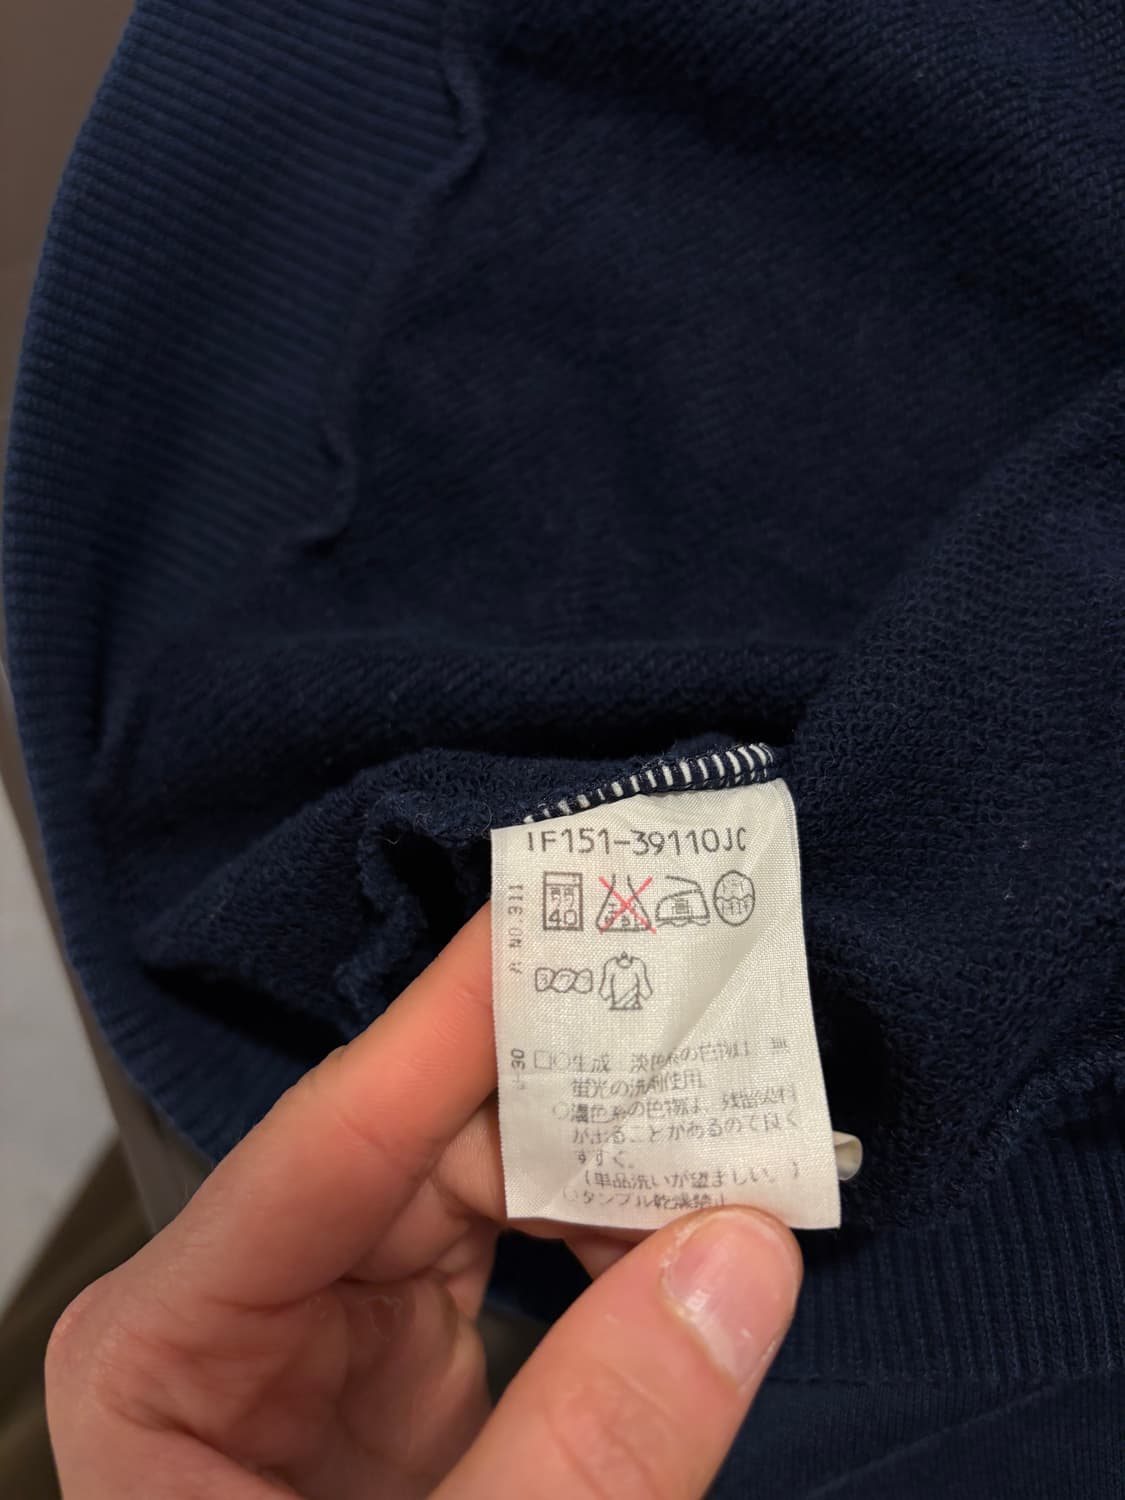 IF151-39110JC
A NO 911
弱
40
30 □○生成 淡色系の色物は 無
蛍光の洗剤使用
○濃色系の色物は、残留染料
が出ることがあるので良く
すすぐ。
(単品洗いが望ましい。)
○タンブル乾燥禁止